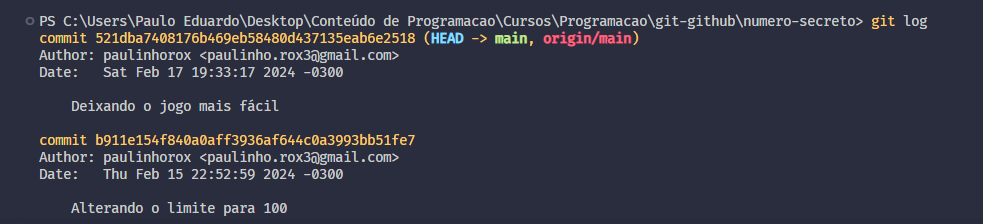 PS C:\Users\Paulo Eduardo\Desktop\Conteúdo de Programacao\Cursos\Programacao\git-github\numero-secreto> git log
commit 521dba7408176b469eb58480d437135eab6e2518 (HEAD -> main, origin/main)
Author: paulinhorox <paulinho.rox3@gmail.com>
Date:   Sat Feb 17 19:33:17 2024 -0300
    Deixando o jogo mais fácil
commit b911e154f840a0aff3936af644c0a3993bb51fe7
Author: paulinhorox <paulinho.rox3@gmail.com>
Date:   Thu Feb 15 22:52:59 2024 -0300
    Alterando o limite para 100